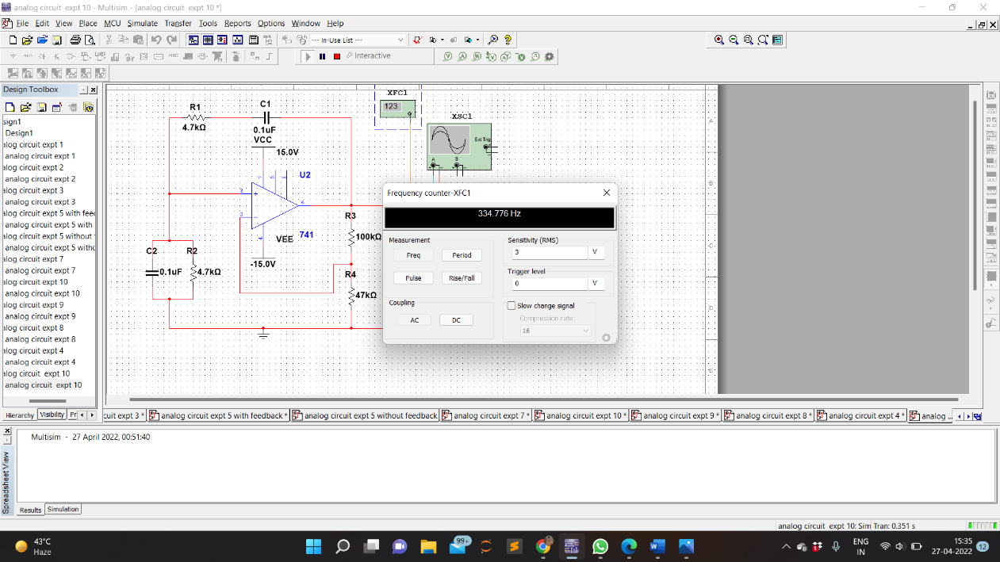 analog circuit expt 10 - Multisim - [analog circuit expt 10 *]
File Edit View Place MCU Simulate Transfer Tools Reports Options Window Help
--- In-Use List ---
Interactive
Design Toolbox
sign1
Design1
alog circuit expt 1
analog circuit expt 1
alog circuit expt 2
analog circuit expt 2
alog circuit expt 3
analog circuit expt 3
alog circuit expt 5 with feed
analog circuit expt 5 with
alog circuit expt 5 without
analog circuit expt 5 witho
alog circuit expt 7
analog circuit expt 7
alog circuit expt 10
analog circuit expt 10
alog circuit expt 9
analog circuit expt 9
alog circuit expt 8
analog circuit expt 8
alog circuit expt 4
analog circuit expt 4
alog circuit expt 10
analog circuit expt 10
Hierarchy Visibility Pr
R1
4.7kΩ
C1
0.1uF
VCC
15.0V
U2
7 5 1
3
2
6
4
741
VEE
-15.0V
C2
0.1uF
R2
4.7kΩ
R3
100kΩ
R4
47kΩ
XFC1
123
XSC1
Ext Trig
A B
A
B
C
D
E
Frequency counter-XFC1
334.776 Hz
Measurement
Freq Period
Pulse Rise/Fall
Coupling
AC DC
Sensitivity (RMS)
3 V
Trigger level
0 V
Slow change signal
Compression rate:
16
cuit expt 3 * analog circuit expt 5 with feedback * analog circuit expt 5 without feedback analog circuit expt 7 * analog circuit expt 10 * analog circuit expt 9 * analog circuit expt 8 * analog circuit expt 4 * analog ...
Spreadsheet View
Multisim - 27 April 2022, 00:51:40
Results Simulation
analog circuit expt 10: Sim Tran: 0.351 s
43°C
Haze
99+
ENG
IN
15:35
27-04-2022
12